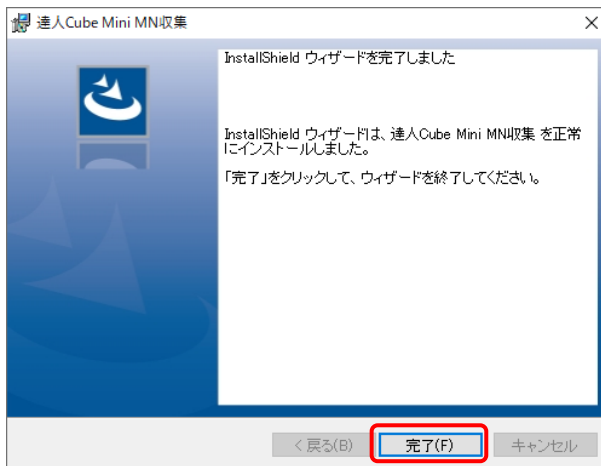 達人Cube Mini MN収集
InstallShield ウィザードを完了しました
InstallShield ウィザードは、達人Cube Mini MN収集 を正常
にインストールしました。
「完了」をクリックして、ウィザードを終了してください。
< 戻る(B)
完了(F)
キャンセル